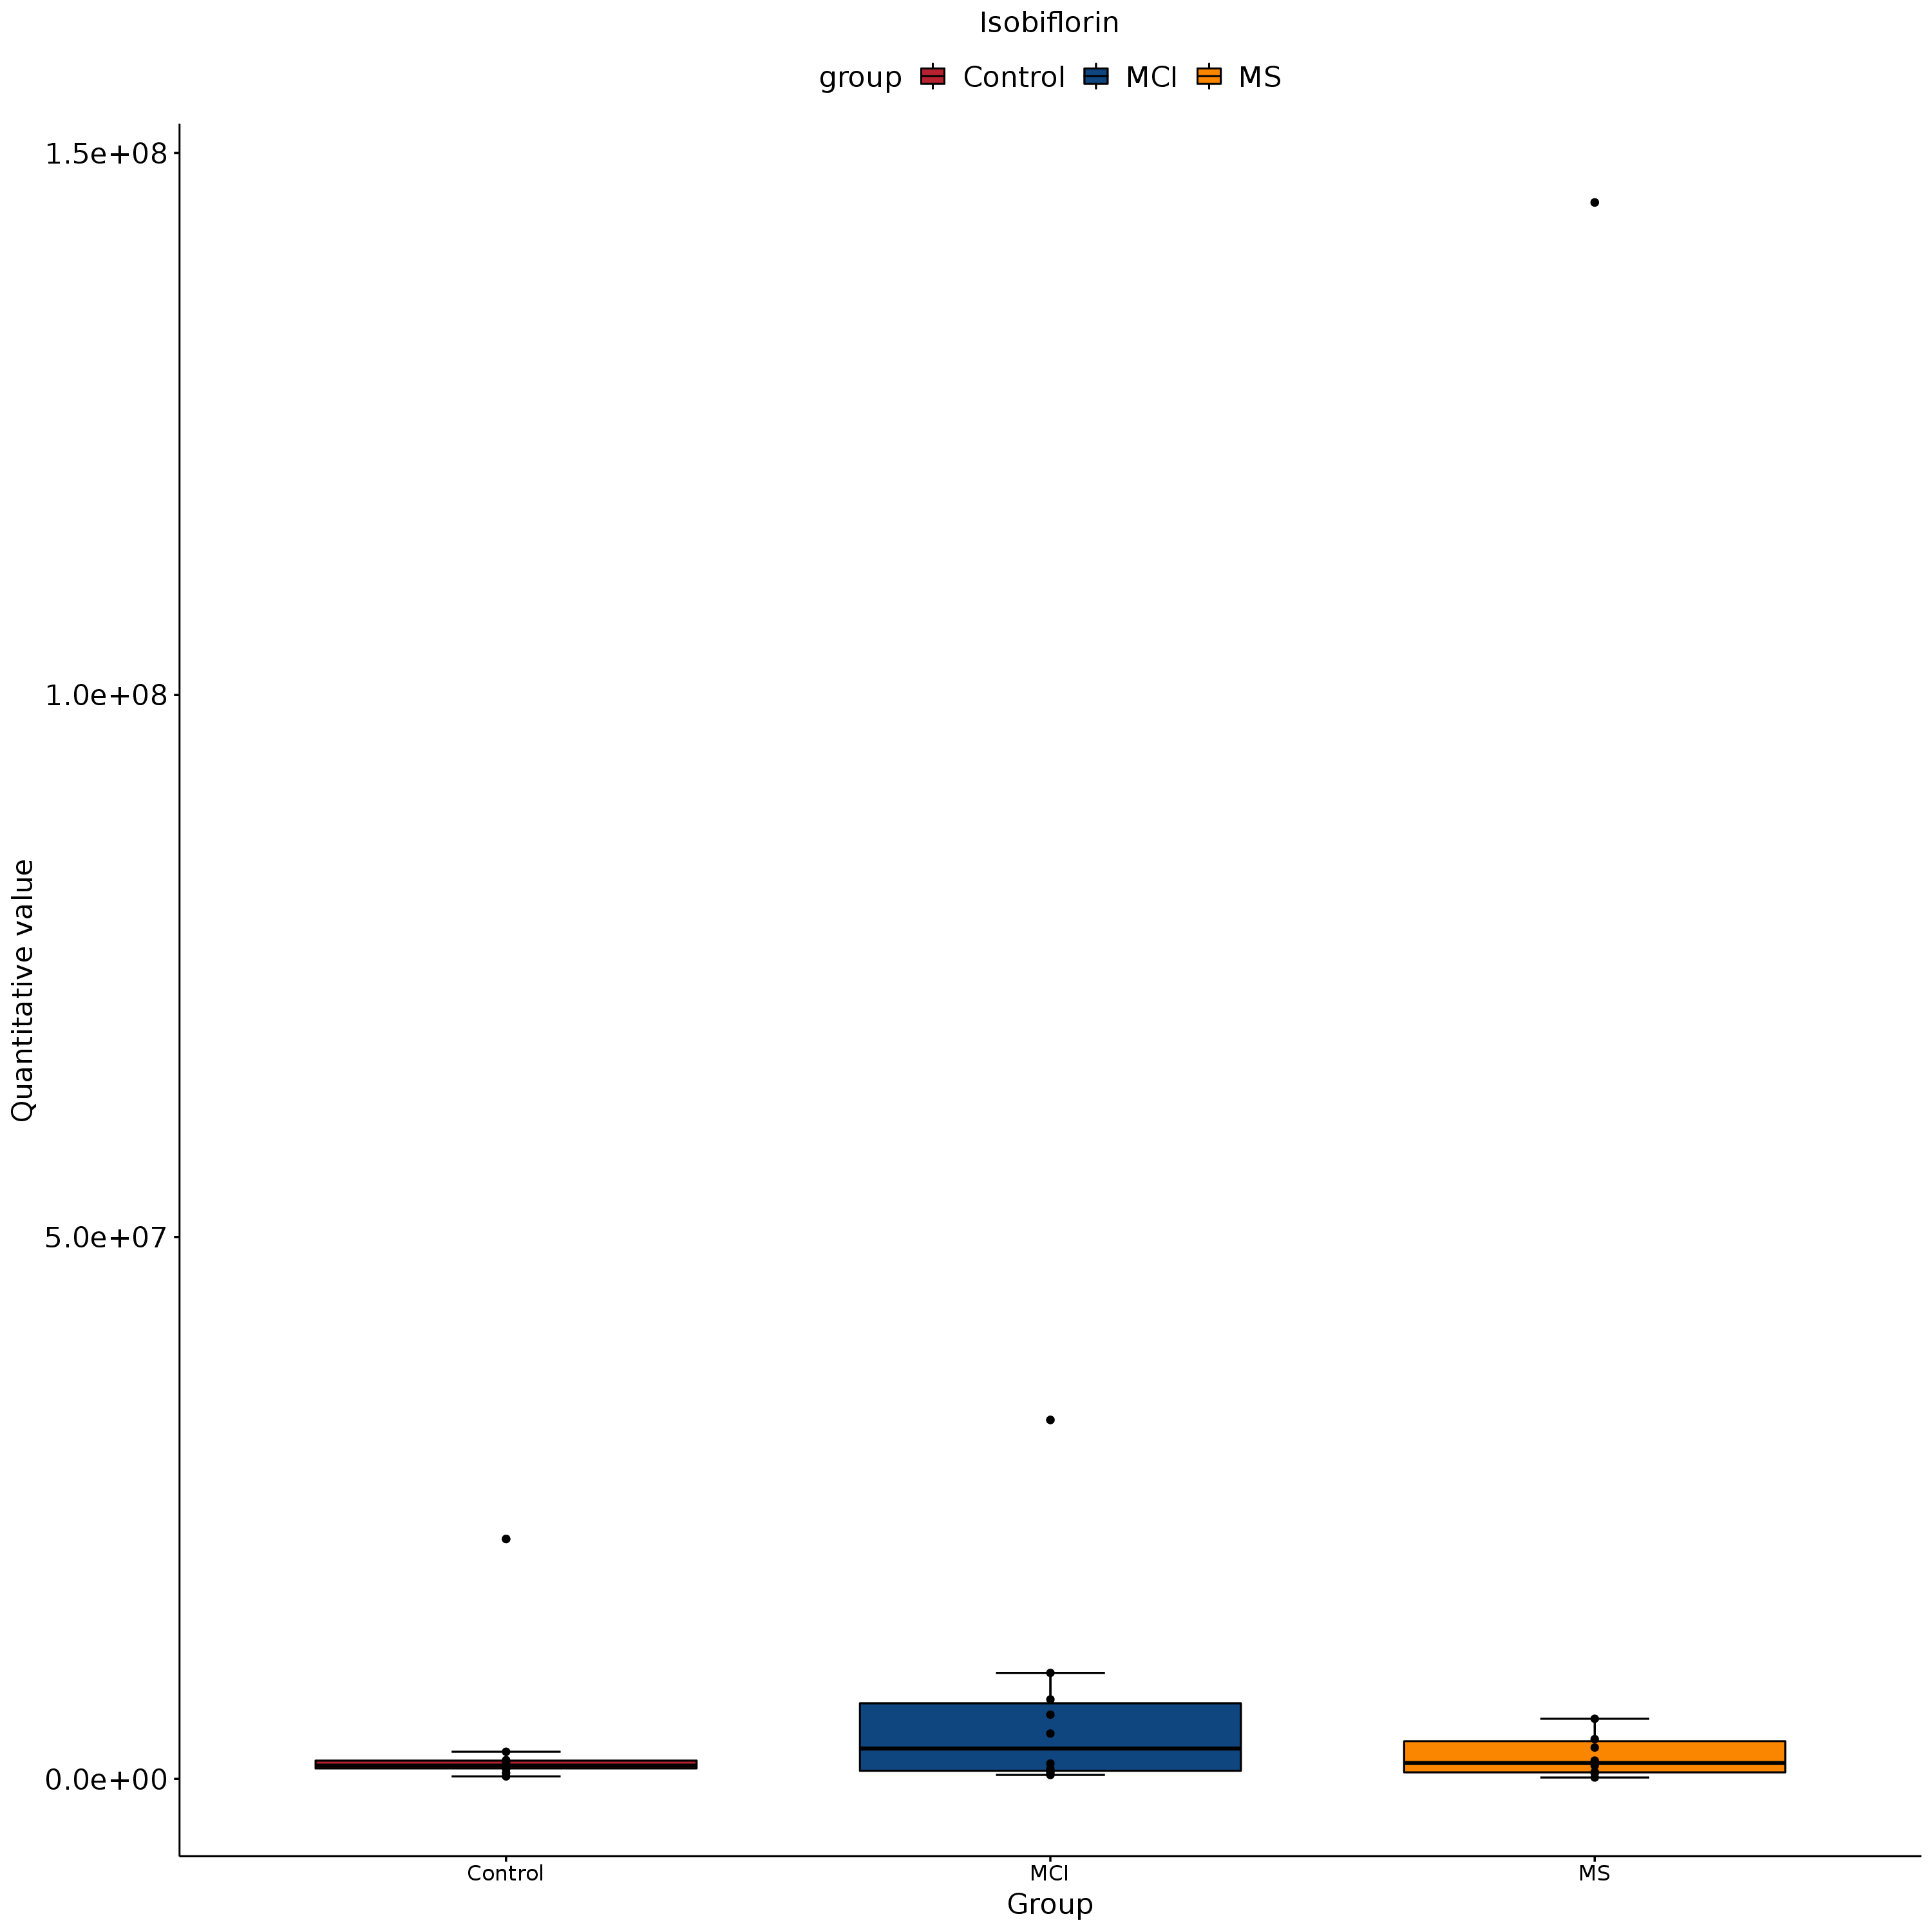 Isobiflorin
group Control MCI MS
1.5e+08
1.0e+08
5.0e+07
0.0e+00
Quantitative value
Control MCI MS
Group